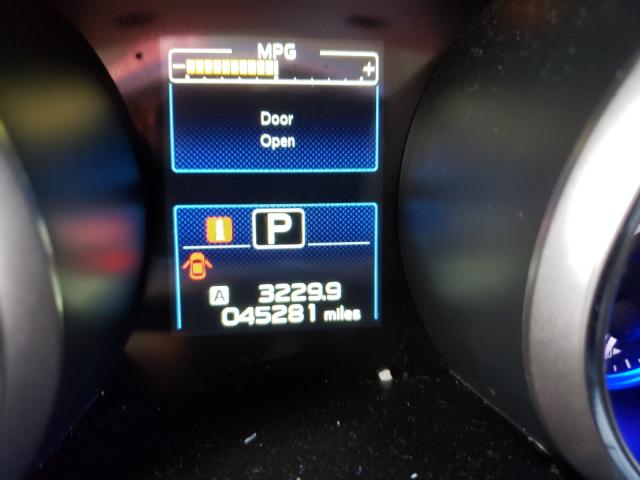 MPG
- +
Door
Open
i P
A 3229.9
045281 miles